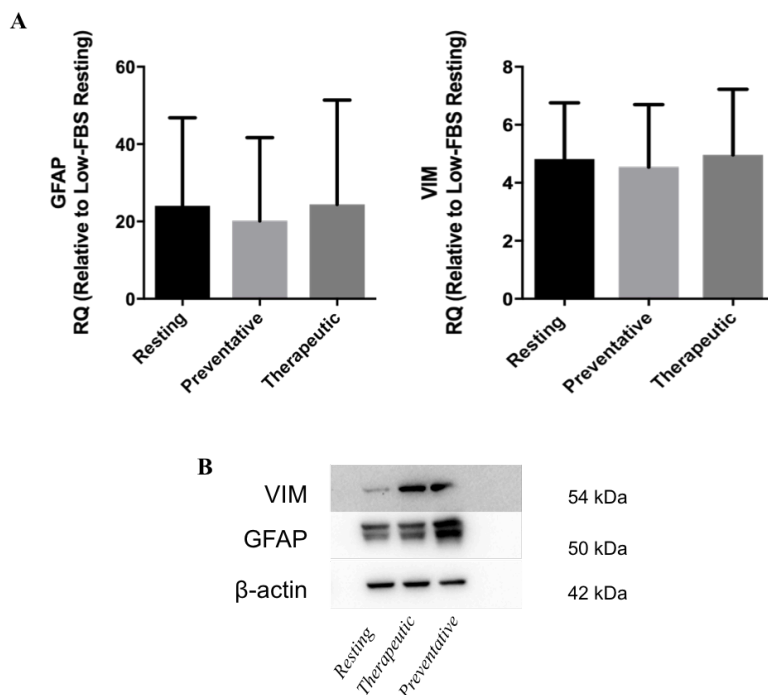 A
GFAP
RQ (Relative to Low-FBS Resting)
60
40
20
0
Resting
Preventative
Therapeutic
VIM
RQ (Relative to Low-FBS Resting)
8
6
4
2
0
Resting
Preventative
Therapeutic
B
VIM
54 kDa
GFAP
50 kDa
β-actin
42 kDa
Resting
Therapeutic
Preventative